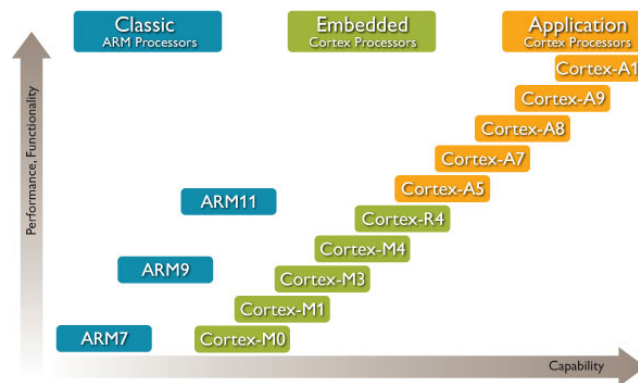 Classic
ARM Processors
Embedded
Cortex Processors
Application
Cortex Processors
Performance, Functionality
Cortex-A1
Cortex-A9
Cortex-A8
Cortex-A7
Cortex-A5
ARM11
Cortex-R4
Cortex-M4
ARM9
Cortex-M3
Cortex-M1
ARM7
Cortex-M0
Capability